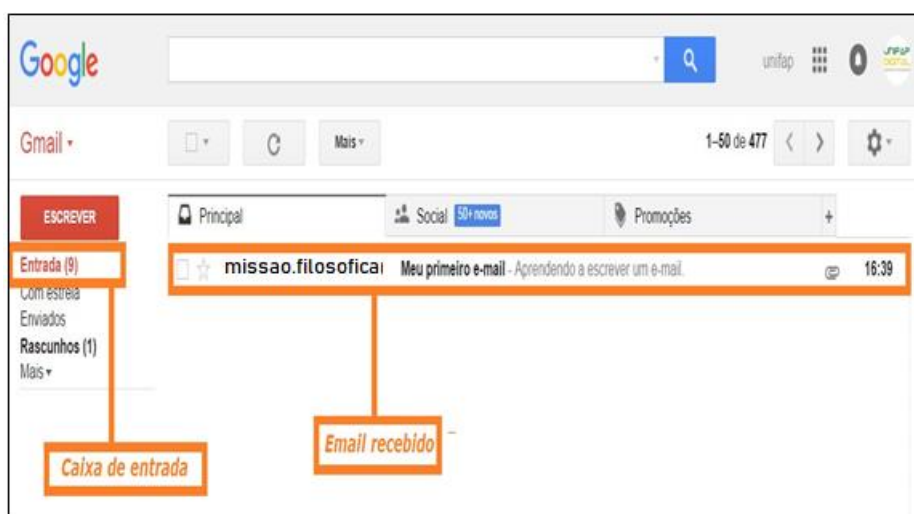 Google
unifap
UNIFAP
DIGITAL
Gmail
Mais
1–50 de 477
ESCREVER
Principal
Social 50+ novos
Promoções
+
Entrada (9)
missao.filosofica
Meu primeiro e-mail - Aprendendo a escrever um e-mail.
16:39
Com estrela
Enviados
Rascunhos (1)
Mais
Email recebido
Caixa de entrada